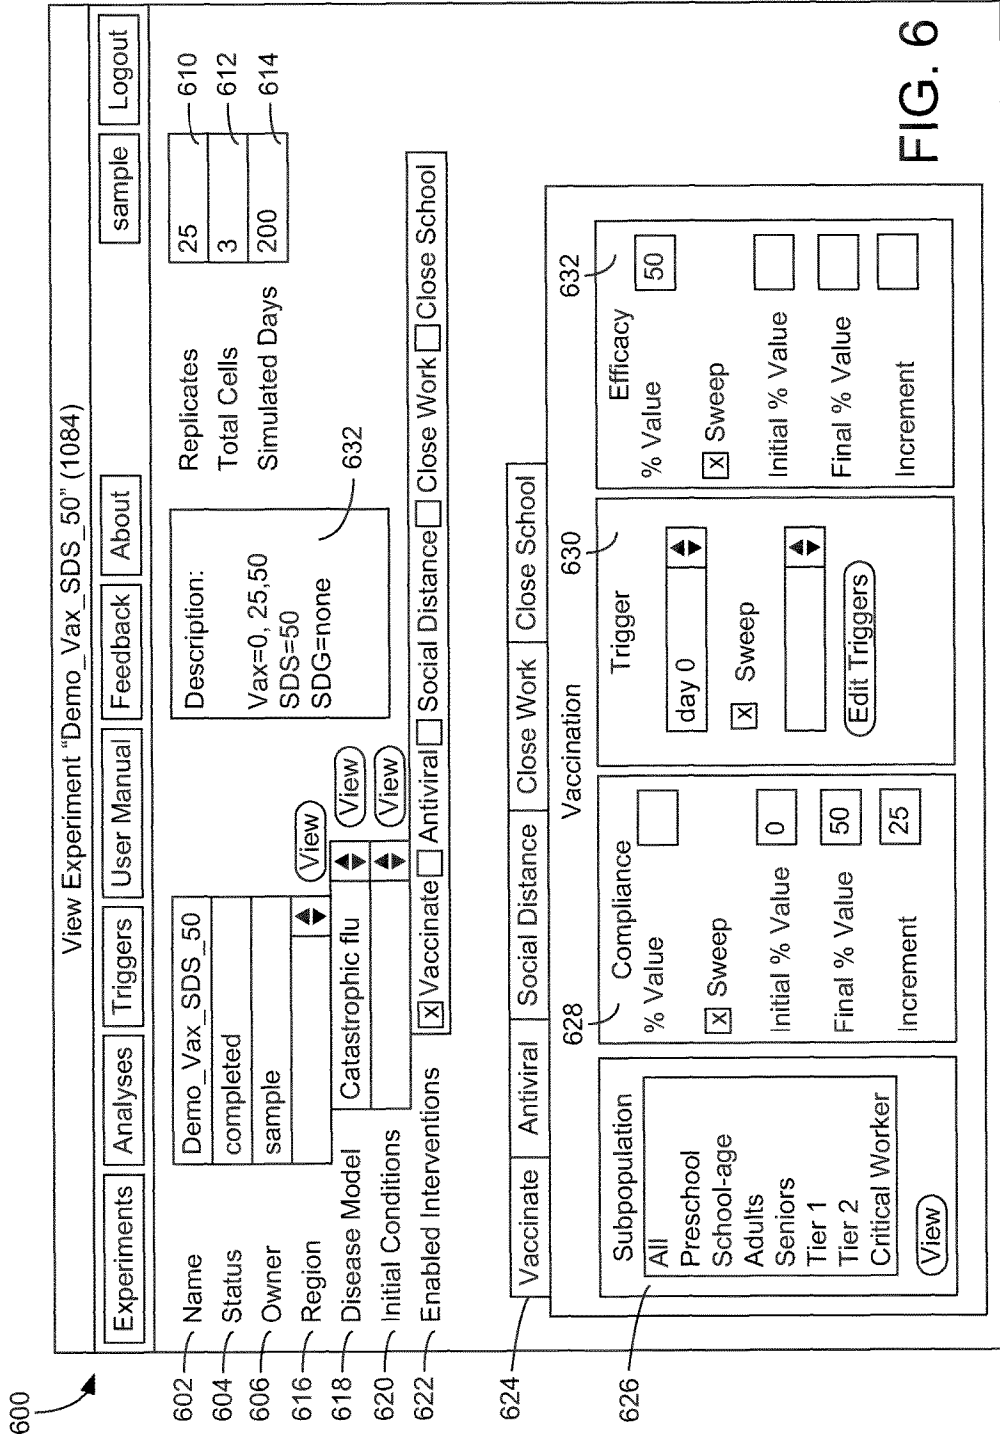 600
View Experiment "Demo_Vax_SDS_50" (1084)
Experiments Analyses Triggers User Manual Feedback About sample Logout
602 Name Demo_Vax_SDS_50
604 Status completed
606 Owner sample
616 Region View
618 Disease Model Catastrophic flu View
620 Initial Conditions View
622 Enabled Interventions X Vaccinate Antiviral Social Distance Close Work Close School
Description:
Vax=0, 25,50
SDS=50
SDG=none
632
Replicates 25 610
Total Cells 3 612
Simulated Days 200 614
624 Vaccinate Antiviral Social Distance Close Work Close School
Vaccination
626
Subpopulation
All
Preschool
School-age
Adults
Seniors
Tier 1
Tier 2
Critical Worker
View
628
Compliance
% Value
X Sweep
Initial % Value 0
Final % Value 50
Increment 25
630
Trigger
day 0
X Sweep
Edit Triggers
632
Efficacy
% Value 50
X Sweep
Initial % Value
Final % Value
Increment
FIG. 6